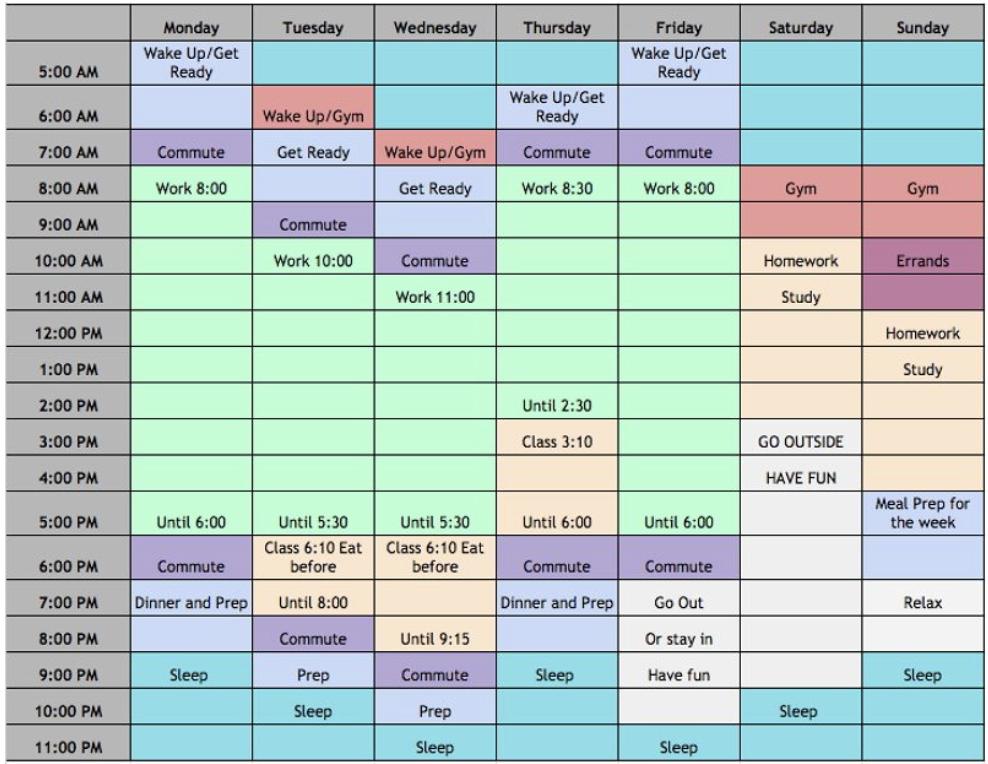 Monday Tuesday Wednesday Thursday Friday Saturday Sunday
Wake Up/Get Wake Up/Get
5:00 AM Ready Ready
Wake Up/Get
6:00 AM Wake Up/Gym Ready
7:00 AM Commute Get Ready Wake Up/Gym Commute Commute
8:00 AM Work 8:00 Get Ready Work 8:30 Work 8:00 Gym Gym
9:00 AM Commute
10:00 AM Work 10:00 Commute Homework Errands
11:00 AM Work 11:00 Study
12:00 PM Homework
1:00 PM Study
2:00 PM Until 2:30
3:00 PM Class 3:10 GO OUTSIDE
4:00 PM HAVE FUN
Meal Prep for
5:00 PM Until 6:00 Until 5:30 Until 5:30 Until 6:00 Until 6:00 the week
Class 6:10 Eat Class 6:10 Eat
6:00 PM Commute before before Commute Commute
7:00 PM Dinner and Prep Until 8:00 Dinner and Prep Go Out Relax
8:00 PM Commute Until 9:15 Or stay in
9:00 PM Sleep Prep Commute Sleep Have fun Sleep
10:00 PM Sleep Prep Sleep
11:00 PM Sleep Sleep